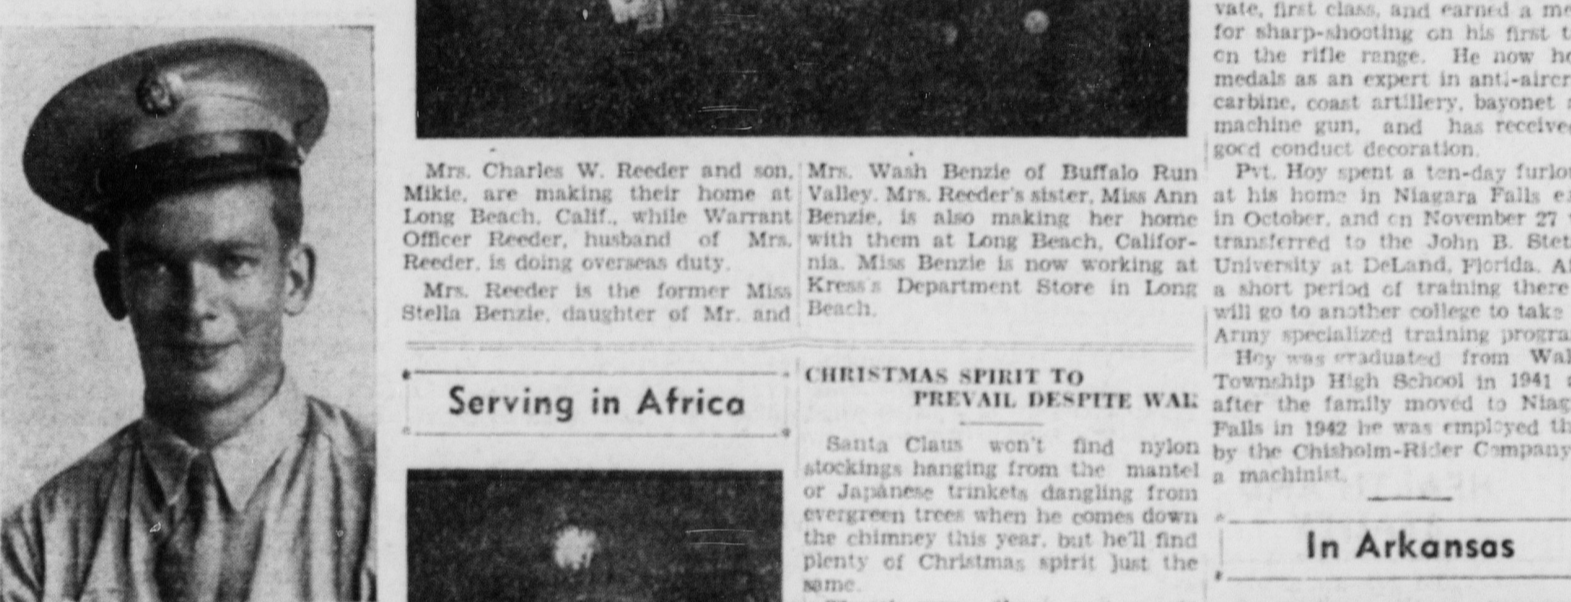 Mrs. Charles W. Reeder and son,
Mikie, are making their home at
Long Beach, Calif., while Warrant
Officer Reeder, husband of Mrs.
Reeder, is doing overseas duty.
Mrs. Reeder is the former Miss
Stella Benzie, daughter of Mr. and
Mrs. Wash Benzie of Buffalo Run
Valley. Mrs. Reeder's sister, Miss Ann
Benzie, is also making her home
with them at Long Beach, Califor-
nia. Miss Benzie is now working at
Kress's Department Store in Long
Beach.
Serving in Africa
CHRISTMAS SPIRIT TO
PREVAIL DESPITE WAR
Santa Claus won't find nylon
stockings hanging from the mantel
or Japanese trinkets dangling from
evergreen trees when he comes down
the chimney this year, but he'll find
plenty of Christmas spirit just the
same.
vate, first class, and earned a me
for sharp-shooting on his first t
on the rifle range. He now ho
medals as an expert in anti-aircr
carbine, coast artillery, bayonet
machine gun, and has receive
good conduct decoration.
Pvt. Hoy spent a ten-day furlo
at his home in Niagara Falls e
in October, and on November 27
transferred to the John B. Stet
University at DeLand, Florida. A
a short period of training there
will go to another college to take
Army specialized training progra
Hoy was graduated from Wal
Township High School in 1941
after the family moved to Niag
Falls in 1942 he was employed th
by the Chisholm-Rider Company
a machinist.
In Arkansas